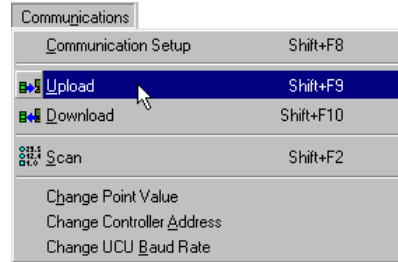 Communications
Communication Setup Shift+F8
Upload Shift+F9
Download Shift+F10
Scan Shift+F2
Change Point Value
Change Controller Address
Change UCU Baud Rate